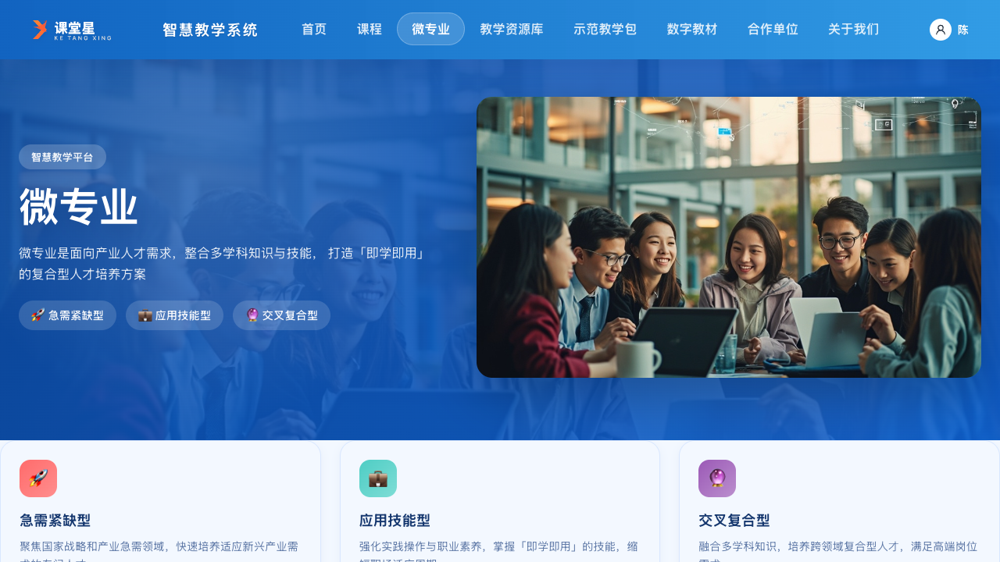 课堂星
KE TANG XING
智慧教学系统
首页
课程
微专业
教学资源库
示范教学包
数字教材
合作单位
关于我们
陈
智慧教学平台
微专业
微专业是面向产业人才需求，整合多学科知识与技能， 打造「即学即用」
的复合型人才培养方案
🚀 急需紧缺型
💼 应用技能型
🔮 交叉复合型
急需紧缺型
聚焦国家战略和产业急需领域，快速培养适应新兴产业需
应用技能型
强化实践操作与职业素养，掌握「即学即用」的技能，缩
交叉复合型
融合多学科知识，培养跨领域复合型人才，满足高端岗位